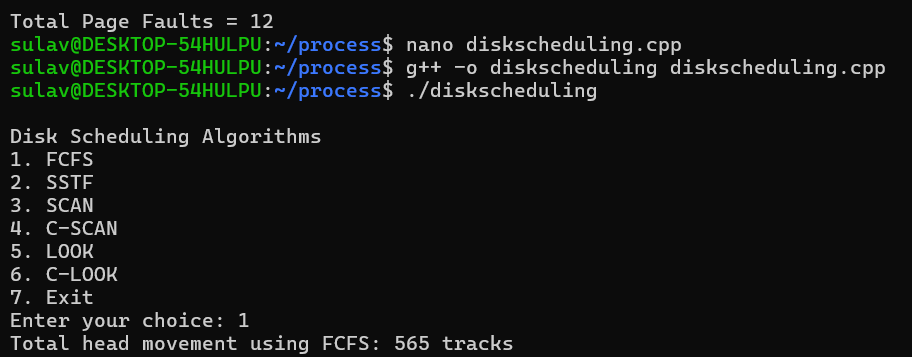 Total Page Faults = 12
sulav@DESKTOP-54HULPU:~/process$ nano diskscheduling.cpp
sulav@DESKTOP-54HULPU:~/process$ g++ -o diskscheduling diskscheduling.cpp
sulav@DESKTOP-54HULPU:~/process$ ./diskscheduling
Disk Scheduling Algorithms
1. FCFS
2. SSTF
3. SCAN
4. C-SCAN
5. LOOK
6. C-LOOK
7. Exit
Enter your choice: 1
Total head movement using FCFS: 565 tracks